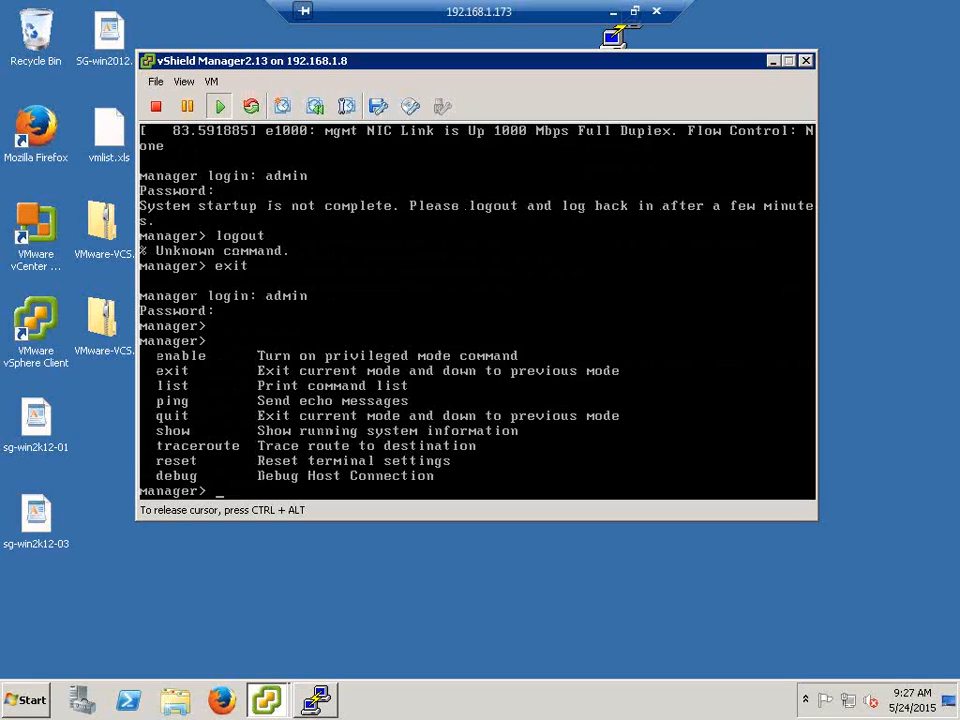 192.168.1.173
Recycle Bin
SG-win2012.
Mozilla Firefox
vmlist.xls
VMware
vCenter ...
VMware-VCS.
VMware
vSphere Client
VMware-VCS.
sg-win2k12-01
sg-win2k12-03
vShield Manager2.13 on 192.168.1.8
File View VM
[   83.591885] e1000: mgmt NIC Link is Up 1000 Mbps Full Duplex. Flow Control: N
one
manager login: admin
Password:
System startup is not complete. Please logout and log back in after a few minute
s.
manager> logout
% Unknown command.
manager> exit
manager login: admin
Password:
manager>
manager>
enable Turn on privileged mode command
exit Exit current mode and down to previous mode
list Print command list
ping Send echo messages
quit Exit current mode and down to previous mode
show Show running system information
traceroute Trace route to destination
reset Reset terminal settings
debug Debug Host Connection
manager> _
To release cursor, press CTRL + ALT
Start
9:27 AM
5/24/2015